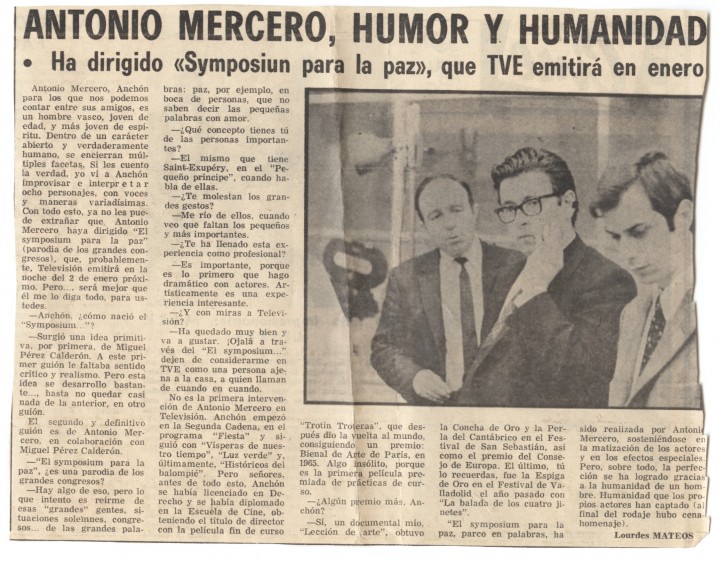 ANTONIO MERCERO, HUMOR Y HUMANIDAD
• Ha dirigido «Symposiun para la paz», que TVE emitirá en enero
Antonio Mercero, Anchón
para los que nos podemos
contar entre sus amigos, es
un hombre vasco, joven de
edad, y más joven de espí-
ritu. Dentro de un carácter
abierto y verdaderamente
humano, se encierran múlti-
ples facetas. Si les cuento
la verdad, yo vi a Anchón
improvisar e interpretar
ocho personajes, con voces
y maneras variadísimas.
Con todo esto, ya no les pue-
de extrañar que Antonio
Mercero haya dirigido "El
symposium para la paz"
(parodia de los grandes con-
gresos), que, probablemen-
te, Televisión emitirá en la
noche del 2 de enero próxi-
mo. Pero..., será mejor que
él me lo diga todo, para us-
tedes.
—Anchón, ¿cómo nació el
"Symposium..."?
—Surgió una idea primiti-
va, por primera, de Miguel
Pérez Calderón. A este pri-
mer guión le faltaba sentido
crítico y realismo. Pero esta
idea se desarrollo bastan-
te..., hasta no quedar casi
nada de la anterior, en otro
guión.
El segundo y definitivo
guión es de Antonio Mer-
cero, en colaboración con
Miguel Pérez Calderón.
—"El symposium para la
paz", ¿es una parodia de los
grandes congresos?
—Hay algo de eso, pero lo
que intento es reírme de
esas "grandes" gentes, si-
tuaciones solemnes, congre-
sos... de las grandes pala-
bras: paz, por ejemplo, en
boca de personas, que no
saben decir las pequeñas
palabras con amor.
—¿Qué concepto tienes tú
de las personas importan-
tes?
—El mismo que tiene
Saint-Exupéry, en el "Pe-
queño príncipe", cuando ha-
bla de ellas.
—¿Te molestan los gran-
des gestos?
—Me río de ellos, cuando
veo que faltan los pequeños
y más importantes.
—¿Te ha llenado esta ex-
periencia como profesional?
—Es importante, porque
es lo primero que hago
dramático con actores. Ar-
tísticamente es una expe-
riencia interesante.
—¿Y con miras a Televi-
sión?
—Ha quedado muy bien y
va a gustar. ¡Ojalá a tra-
vés del "El symposium..."
dejen de considerarme en
TVE como una persona aje-
na a la casa, a quien llaman
de cuando en cuando.
No es la primera interven-
ción de Antonio Mercero en
Televisión. Anchón empezó
en la Segunda Cadena, en el
programa "Fiesta" y si-
guió con "Vísperas de nues-
tro tiempo", "Luz verde" y,
últimamente, "Históricos del
balompié". Pero señores,
antes de todo esto, Anchón
se había licenciado en De-
recho y se había diplomado
en la Escuela de Cine, ob-
teniendo el título de director
con la película fin de curso
"Trotín Troteras", que des-
pués dio la vuelta al mundo,
consiguiendo un premio:
Bienal de Arte de París, en
1965. Algo insólito, porque
es la primera película pre-
miada de prácticas de cur-
so.
—¿Algún premio más, An-
chón?
—Sí, un documental mío,
"Lección de arte", obtuvo
la Concha de Oro y la Per-
la del Cantábrico en el Fes-
tival de San Sebastián, así
como el premio del Consejo
de Europa. El último, tú
lo recuerdas, fue la Espiga
de Oro en el Festival de Va-
lladolid el año pasado con
"La balada de los cuatro ji-
netes".
"El symposium para la
paz, parco en palabras, ha
sido realizada por Antonio
Mercero, sosteniéndose en
la matización de los actores
y en los efectos especiales.
Pero, sobre todo, la perfec-
ción se ha logrado gracias
a la humanidad de un hom-
bre. Humanidad que los pro-
pios actores han captado (al
final del rodaje hubo cena-
homenaje).
Lourdes MATEOS